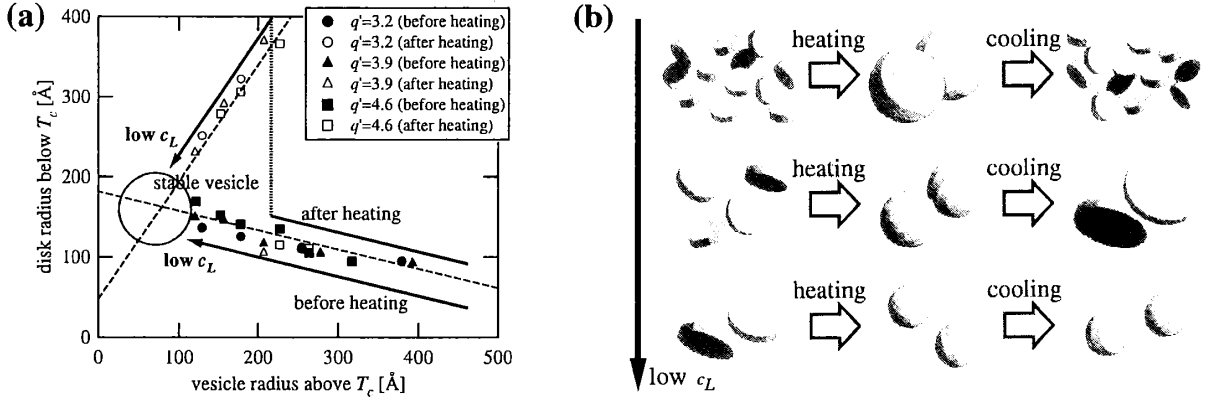 (a)
disk radius below T_c [Å]
400
300
200
100
0
0
100
200
300
400
500
vesicle radius above T_c [Å]
q'=3.2 (before heating)
q'=3.2 (after heating)
q'=3.9 (before heating)
q'=3.9 (after heating)
q'=4.6 (before heating)
q'=4.6 (after heating)
low c_L
stable vesicle
after heating
low c_L
before heating
(b)
heating
cooling
heating
cooling
heating
cooling
low c_L